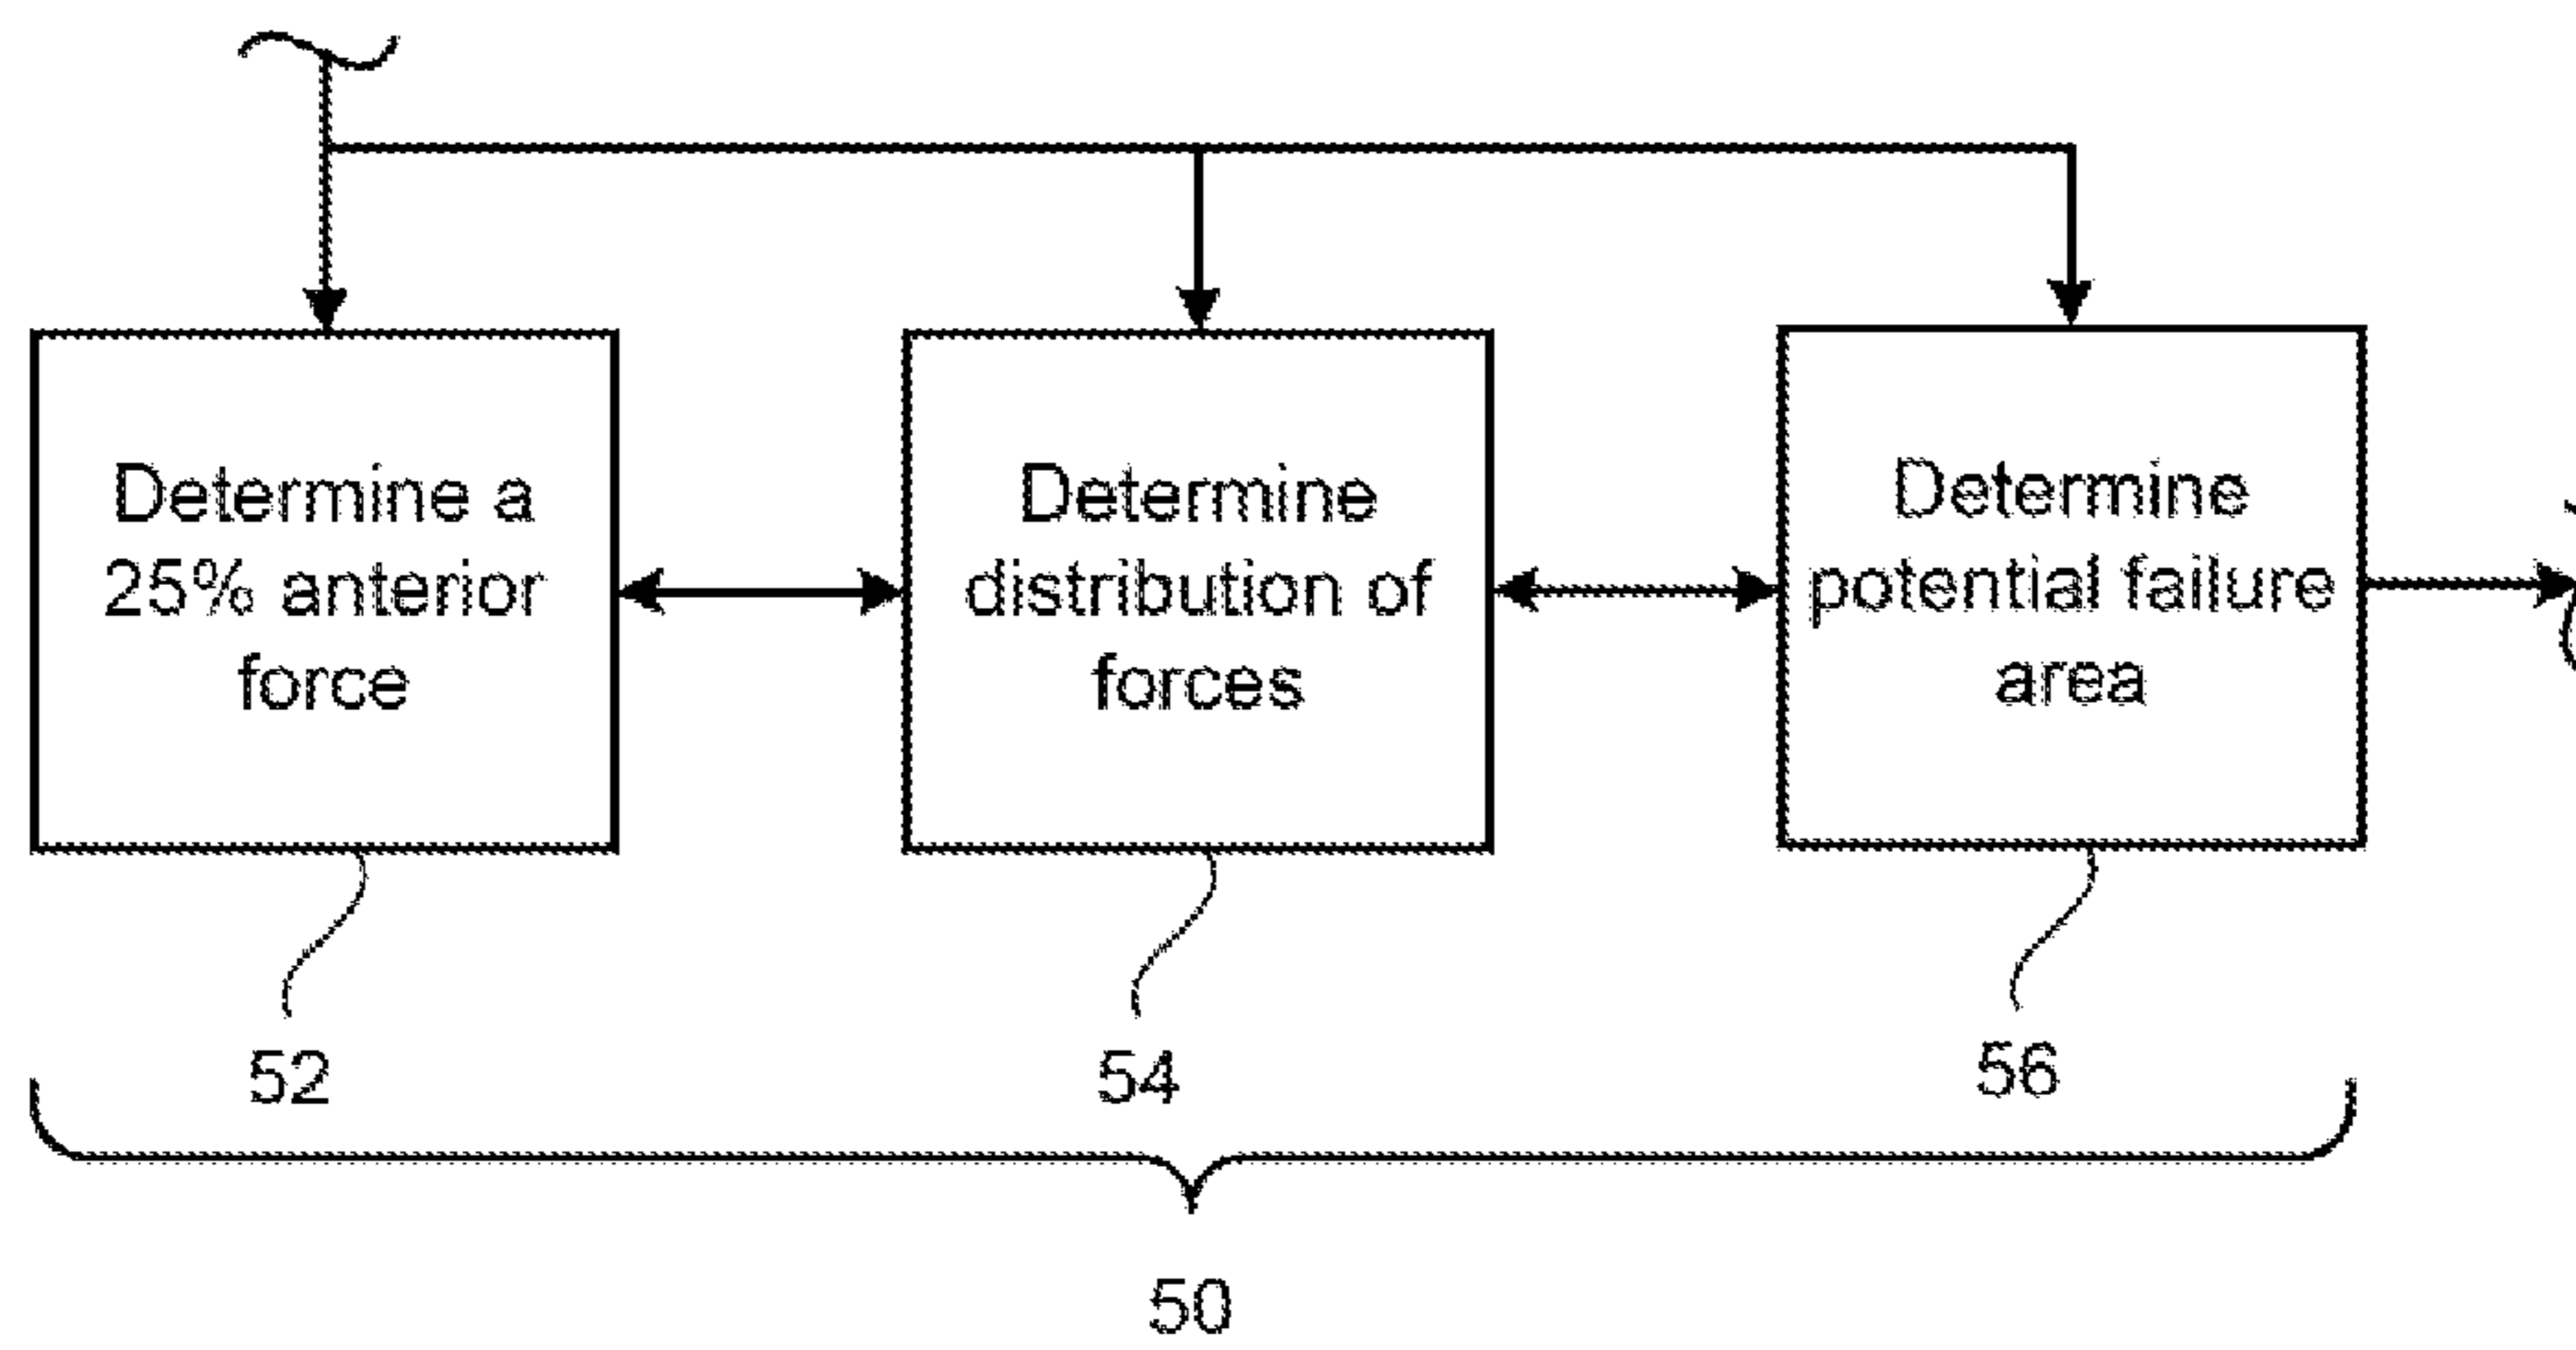 Determine a
25% anterior
force
Determine
distribution of
forces
Determine
potential failure
area
52
54
56
50